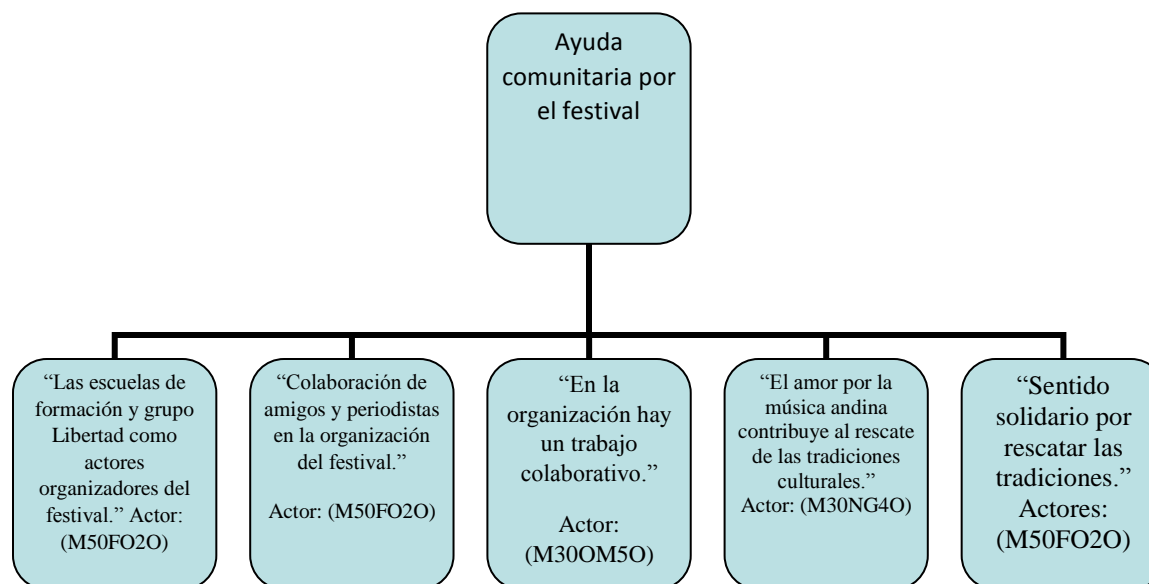 Ayuda
comunitaria por
el festival
“Las escuelas de
formación y grupo
Libertad como
actores
organizadores del
festival.” Actor:
(M50FO2O)
“Colaboración de
amigos y periodistas
en la organización
del festival.”
Actor: (M50FO2O)
“En la
organización hay
un trabajo
colaborativo.”
Actor:
(M30OM5O)
“El amor por la
música andina
contribuye al rescate
de las tradiciones
culturales.”
Actor: (M30NG4O)
“Sentido
solidario por
rescatar las
tradiciones.”
Actores:
(M50FO2O)